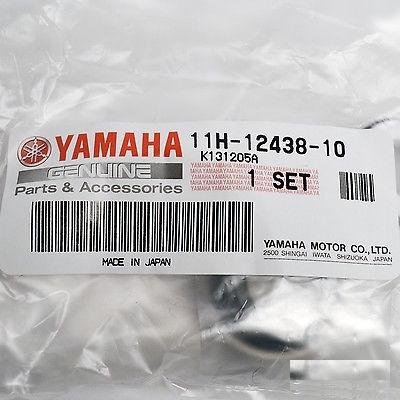 YAMAHA 11H-12438-10
GENUINE K131205A
Parts & Accessories 1 SET
MADE IN JAPAN
YAMAHA MOTOR CO.,LTD.
2500 SHINGAI IWATA SHIZUOKA JAPAN